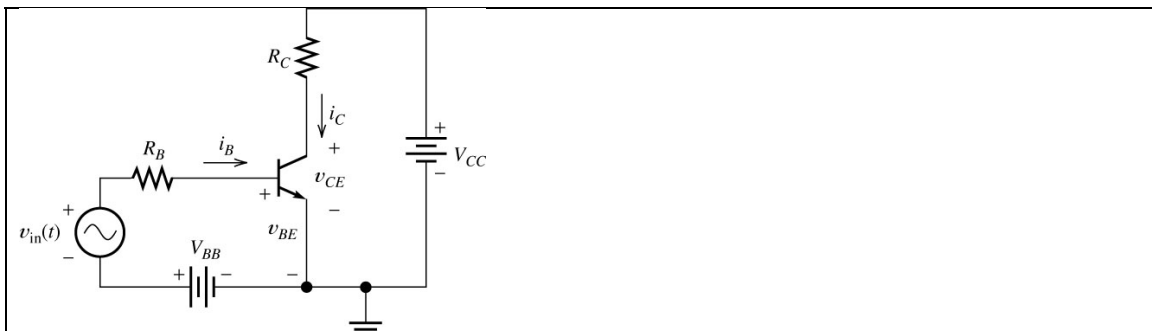 R_C
i_C
+
+
i_B
R_B
V_CC
v_CE
+
−
+
−
v_in(t)
v_BE
−
V_BB
+ −
−